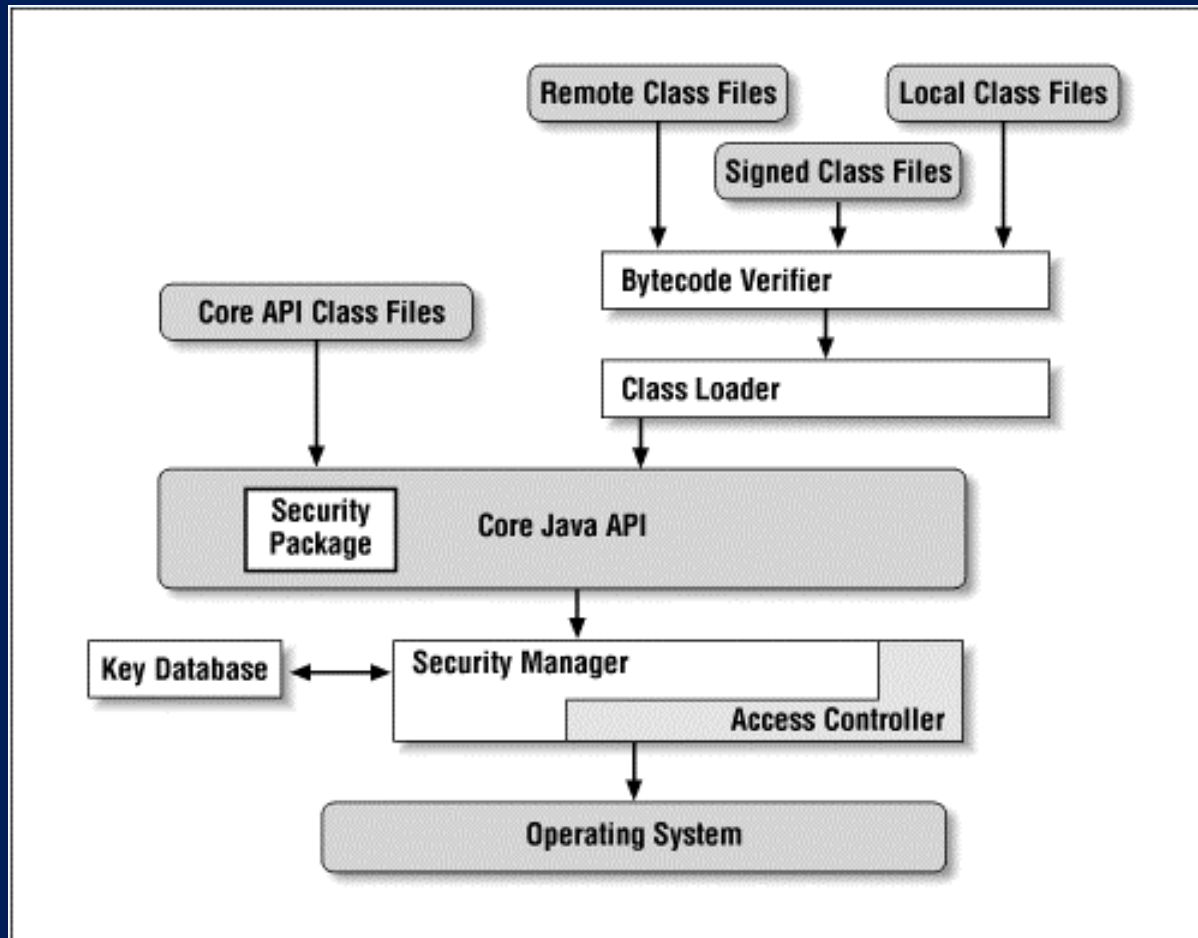 Remote Class Files
Local Class Files
Signed Class Files
Bytecode Verifier
Core API Class Files
Class Loader
Security
Package
Core Java API
Key Database
Security Manager
Access Controller
Operating System